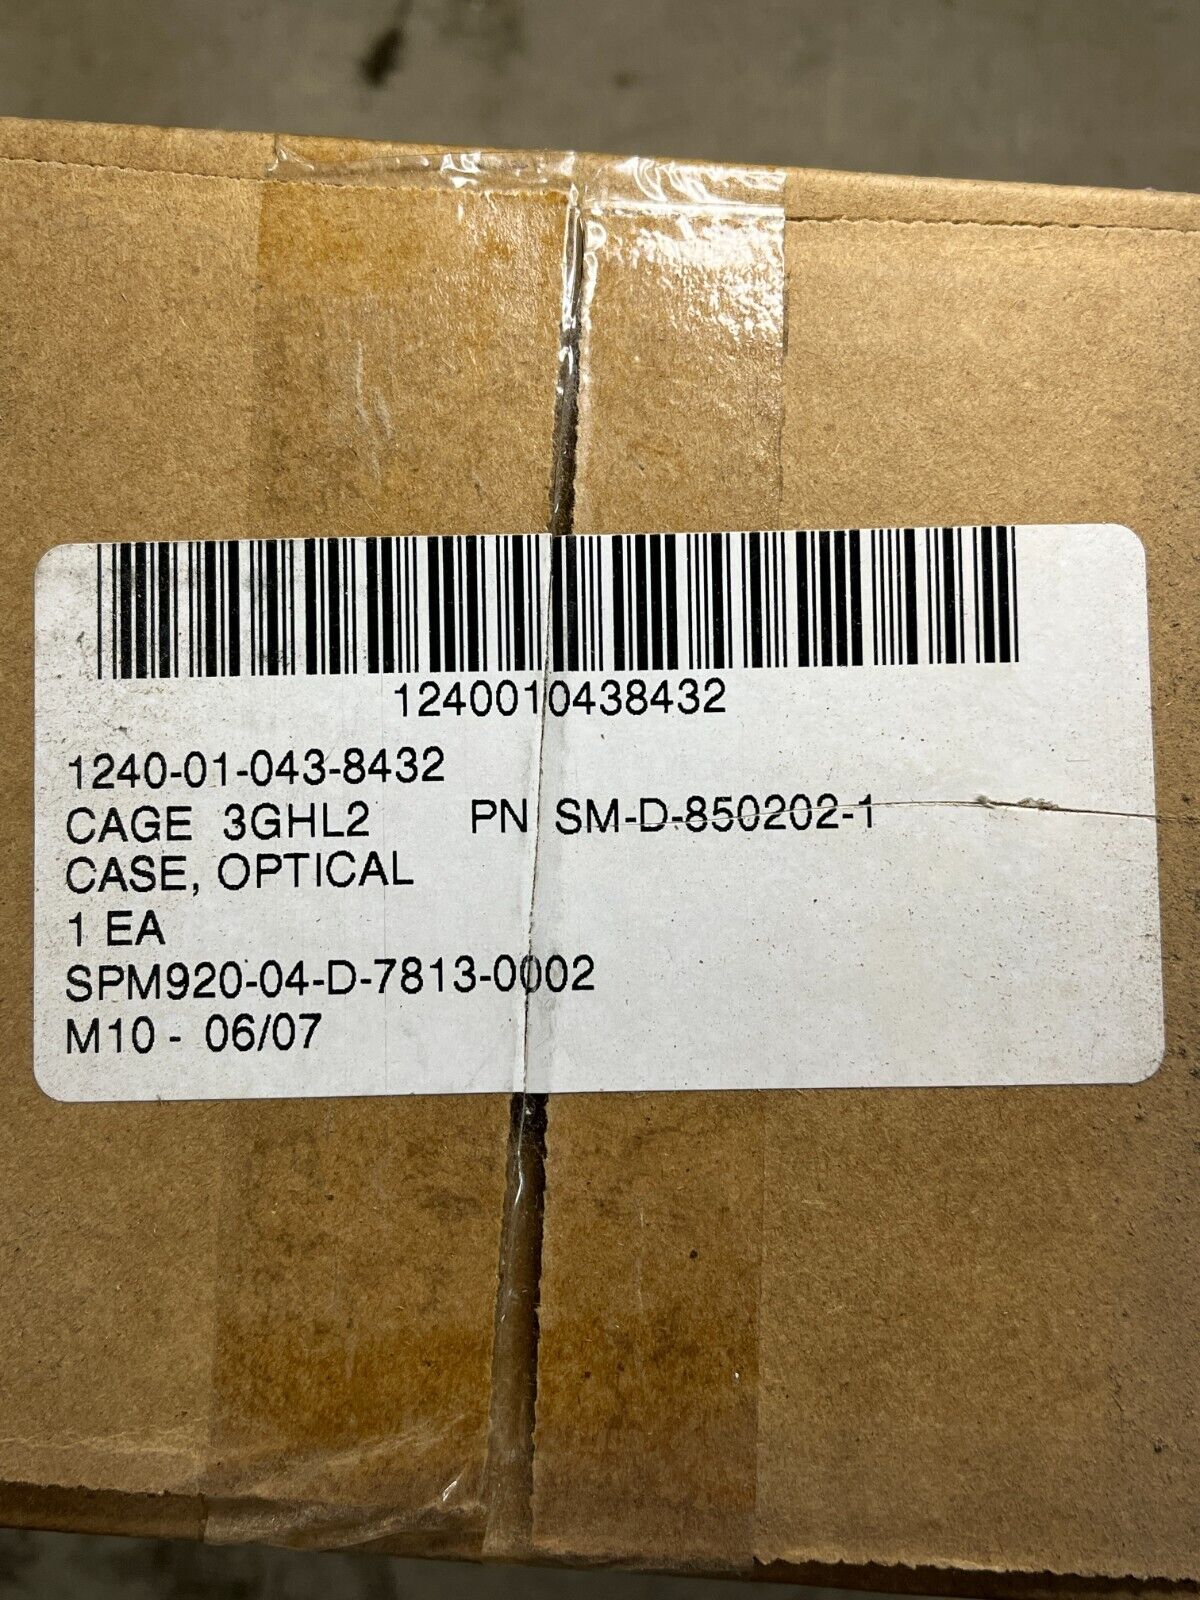 1240010438432
1240-01-043-8432
CAGE 3GHL2 PN SM-D-850202-1
CASE, OPTICAL
1 EA
SPM920-04-D-7813-0002
M10 - 06/07